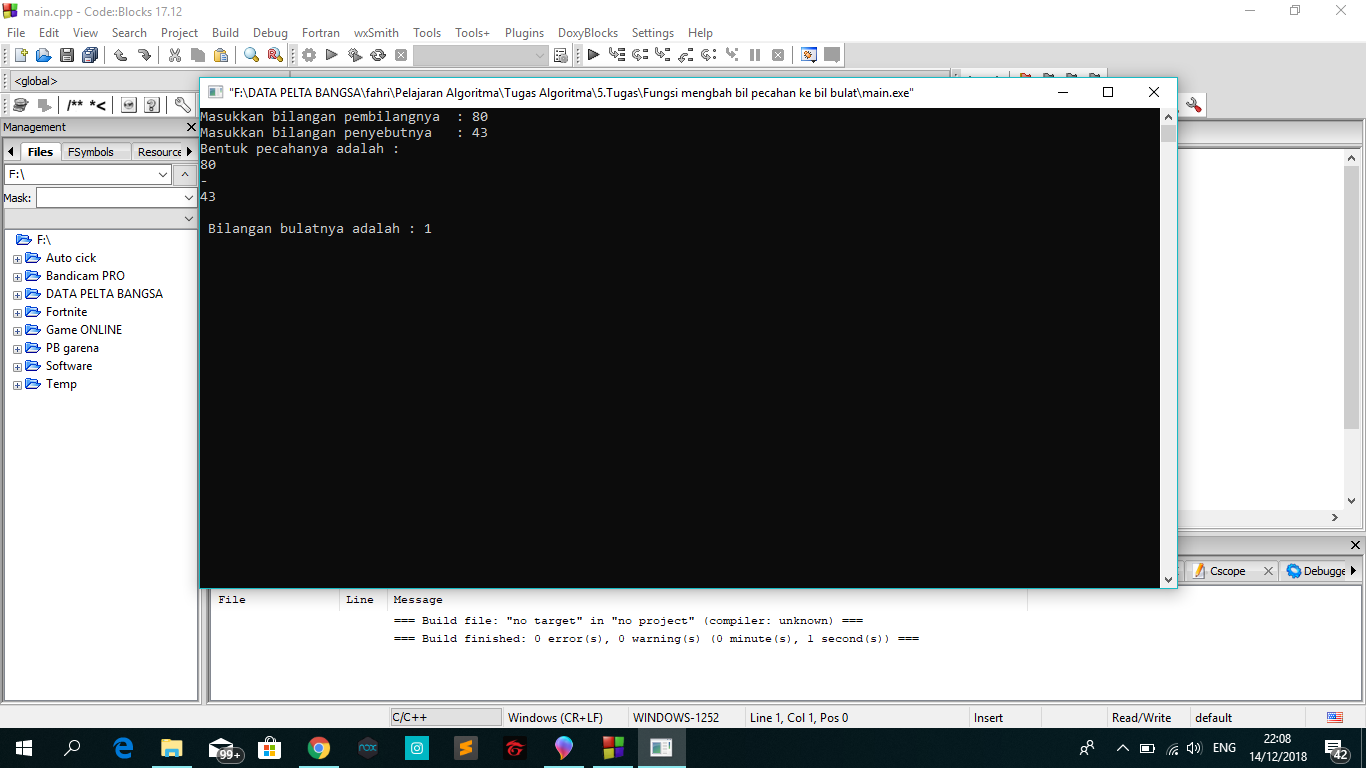 main.cpp - Code::Blocks 17.12
File Edit View Search Project Build Debug Fortran wxSmith Tools Tools+ Plugins DoxyBlocks Settings Help
<global>
/** *<
"F:\DATA PELTA BANGSA\fahri\Pelajaran Algoritma\Tugas Algoritma\5.Tugas\Fungsi mengbah bil pecahan ke bil bulat\main.exe"
Masukkan bilangan pembilangnya : 80
Masukkan bilangan penyebutnya : 43
Bentuk pecahanya adalah :
80
-
43
Bilangan bulatnya adalah : 1
Management
Files FSymbols Resource
F:\
Mask:
F:\
Auto cick
Bandicam PRO
DATA PELTA BANGSA
Fortnite
Game ONLINE
PB garena
Software
Temp
Cscope Debugge
File Line Message
=== Build file: "no target" in "no project" (compiler: unknown) ===
=== Build finished: 0 error(s), 0 warning(s) (0 minute(s), 1 second(s)) ===
C/C++ Windows (CR+LF) WINDOWS-1252 Line 1, Col 1, Pos 0 Insert Read/Write default
99+ nox ENG 22:08
14/12/2018 42